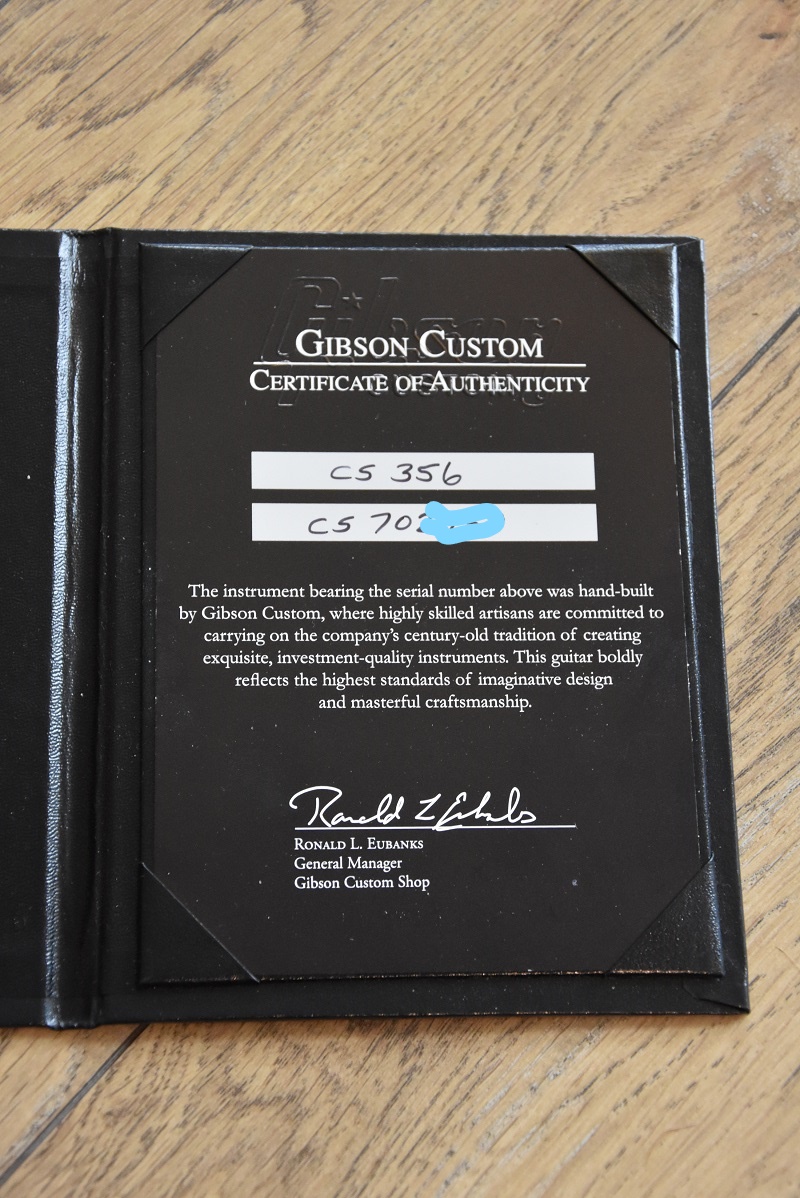 GIBSON CUSTOM
CERTIFICATE OF AUTHENTICITY
CS 356
CS 702
The instrument bearing the serial number above was hand-built
by Gibson Custom, where highly skilled artisans are committed to
carrying on the company's century-old tradition of creating
exquisite, investment-quality instruments. This guitar boldly
reflects the highest standards of imaginative design
and masterful craftsmanship.
Ronald L Eubanks
RONALD L. EUBANKS
General Manager
Gibson Custom Shop